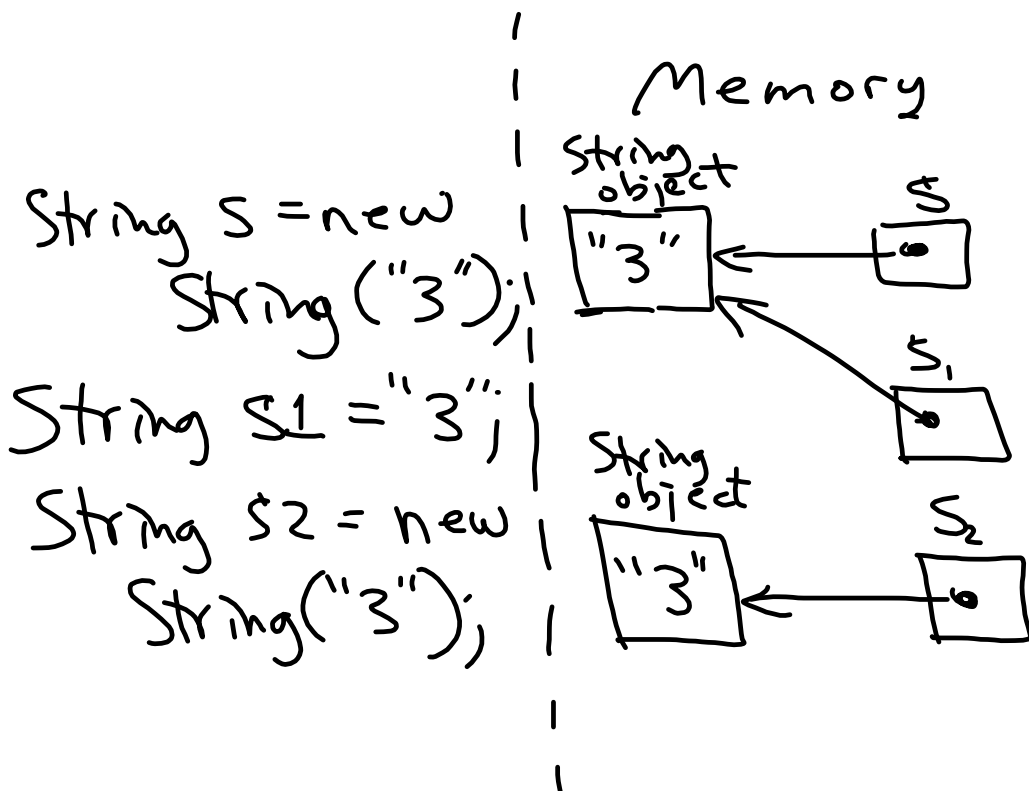 String s = new
String ("3");
String s1 = "3";
String s2 = new
String("3");
Memory
String
object
"3"
S
S1
String
object
"3"
S2